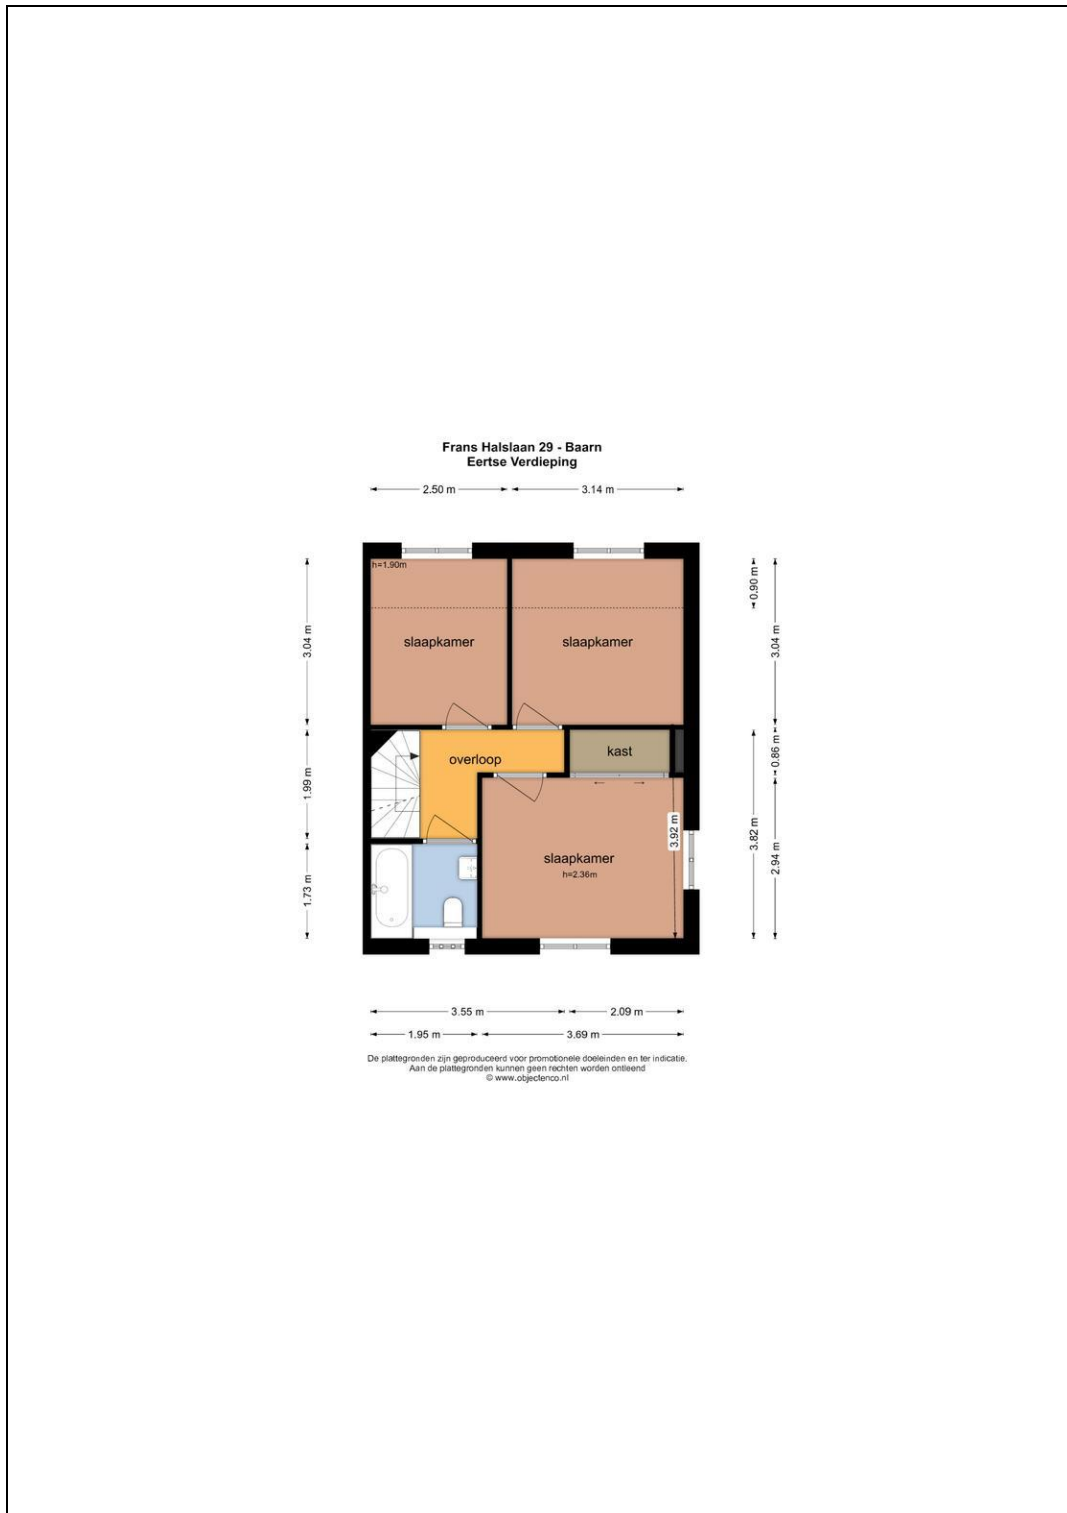 Frans Halslaan 29 - Baarn
Eertse Verdieping
2.50 m
3.14 m
h=1.90m
0.90 m
3.04 m
slaapkamer
slaapkamer
3.04 m
overloop
kast
0.86 m
1.99 m
3.92 m
3.82 m
slaapkamer
h=2.36m
2.94 m
1.73 m
3.55 m
2.09 m
1.95 m
3.69 m
De plattegronden zijn geproduceerd voor promotionele doeleinden en ter indicatie.
Aan de plattegronden kunnen geen rechten worden ontleend
© www.objectenco.nl